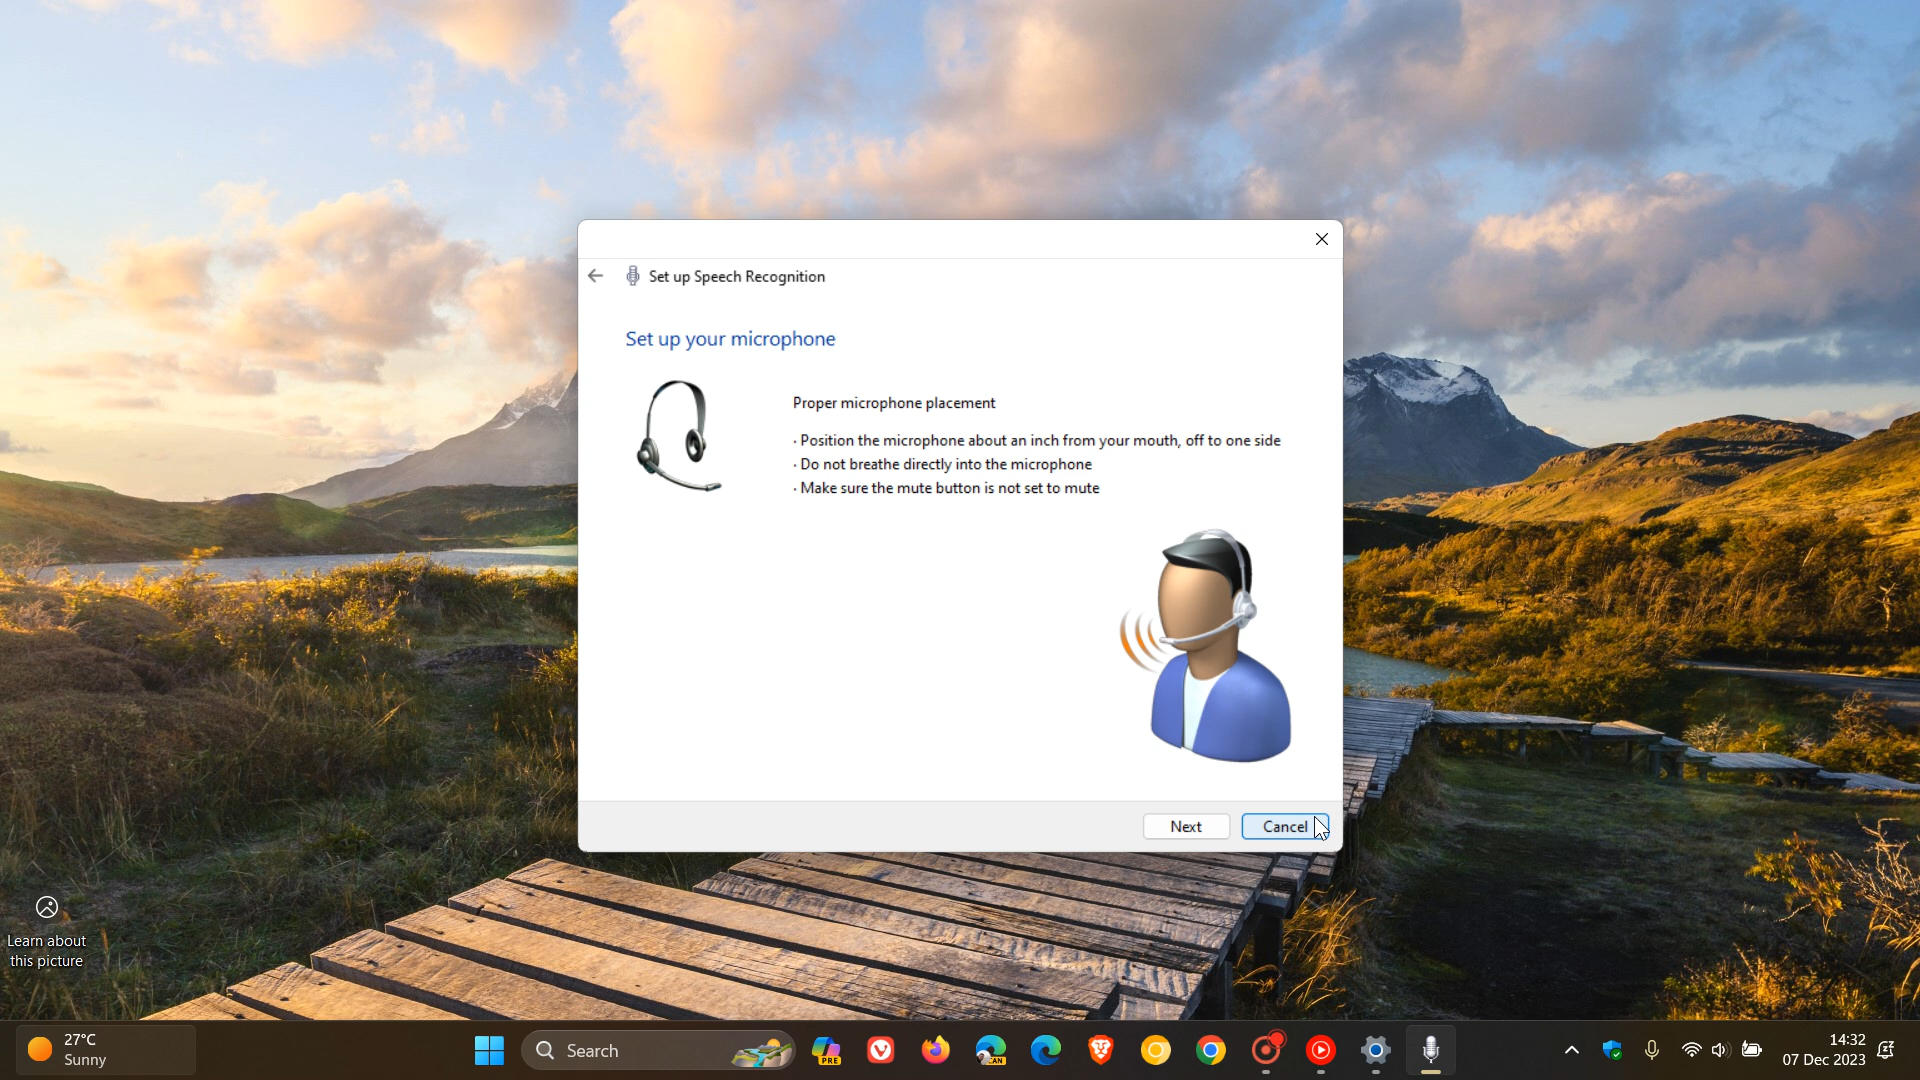 Set up Speech Recognition
Set up your microphone
Proper microphone placement
· Position the microphone about an inch from your mouth, off to one side
· Do not breathe directly into the microphone
· Make sure the mute button is not set to mute
Next
Cancel
Learn about
this picture
27°C
Sunny
Search
PRE
CAN
14:32
07 Dec 2023